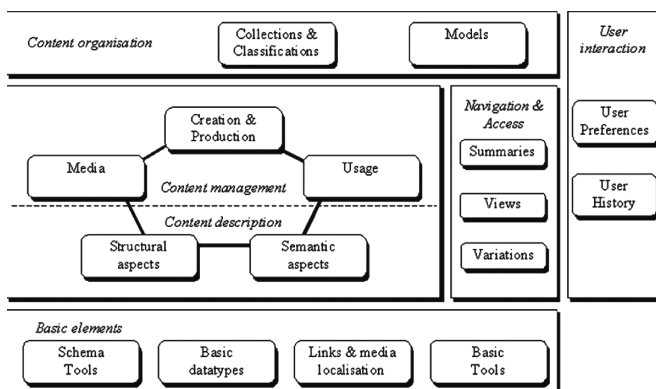 Content organisation
Collections &
Classifications
Models
User
interaction
Creation &
Production
Media
Usage
Content management
Content description
Structural
aspects
Semantic
aspects
Navigation &
Access
Summaries
Views
Variations
User
Preferences
User
History
Basic elements
Schema
Tools
Basic
datatypes
Links & media
localisation
Basic
Tools